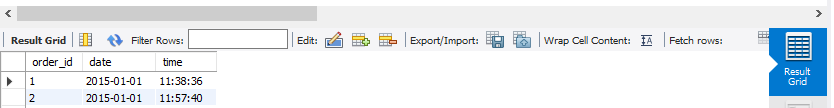 Result Grid Filter Rows: Edit: Export/Import: Wrap Cell Content: Fetch rows:
order_id date time
1 2015-01-01 11:38:36
2 2015-01-01 11:57:40
Result
Grid